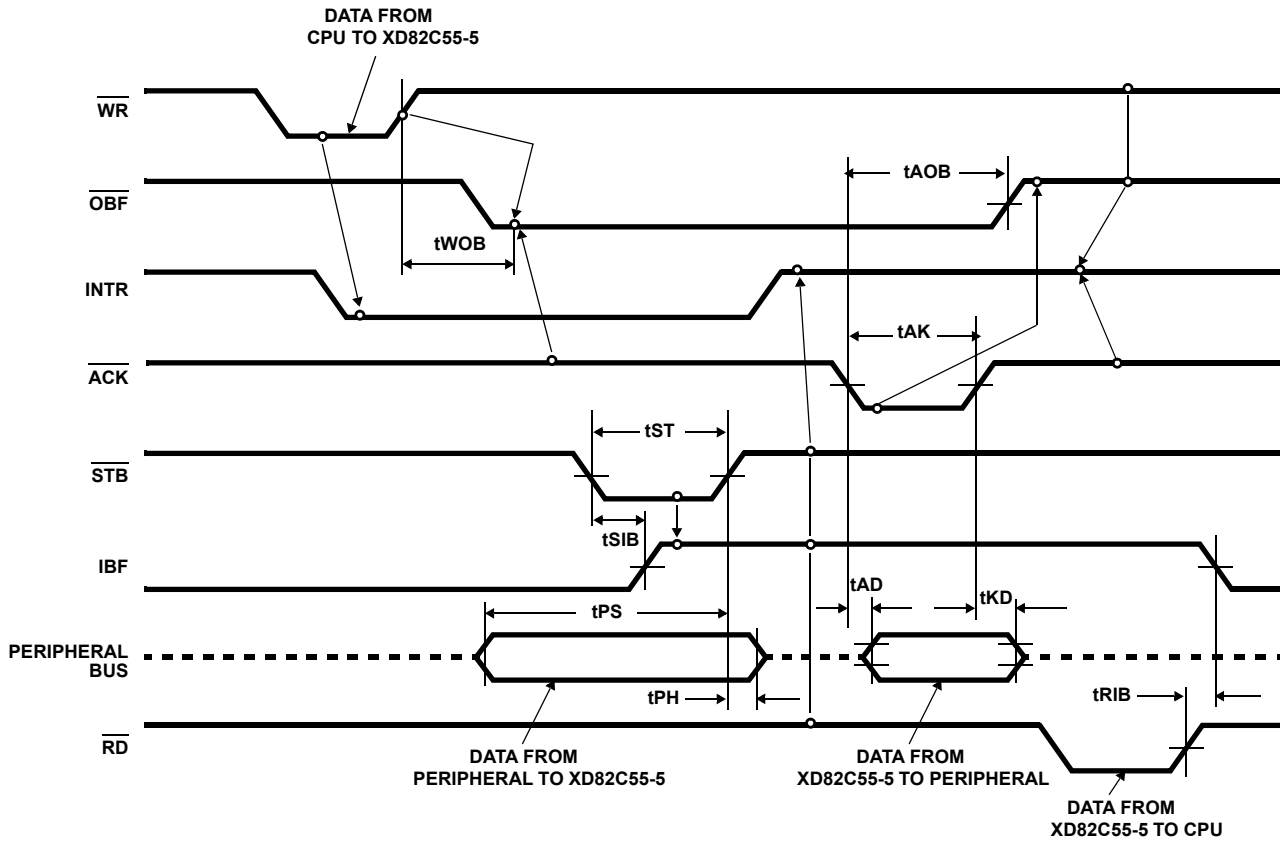 DATA FROM
CPU TO XD82C55-5
WR
OBF
tAOB
tWOB
INTR
tAK
ACK
tST
STB
tSIB
IBF
tAD
tKD
tPS
PERIPHERAL
BUS
tPH
tRIB
RD
DATA FROM
PERIPHERAL TO XD82C55-5
DATA FROM
XD82C55-5 TO PERIPHERAL
DATA FROM
XD82C55-5 TO CPU